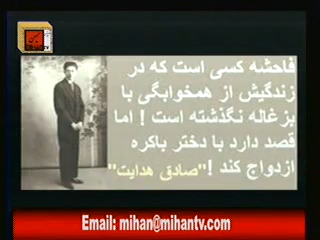 فاحشه کسی است که در
زندگیش از همخوابگی با
بزغاله نگذشته است ! اما
قصد دارد با دختر باکره
ازدواج کند !"صادق هدایت"
Email: mihan@mihantv.com